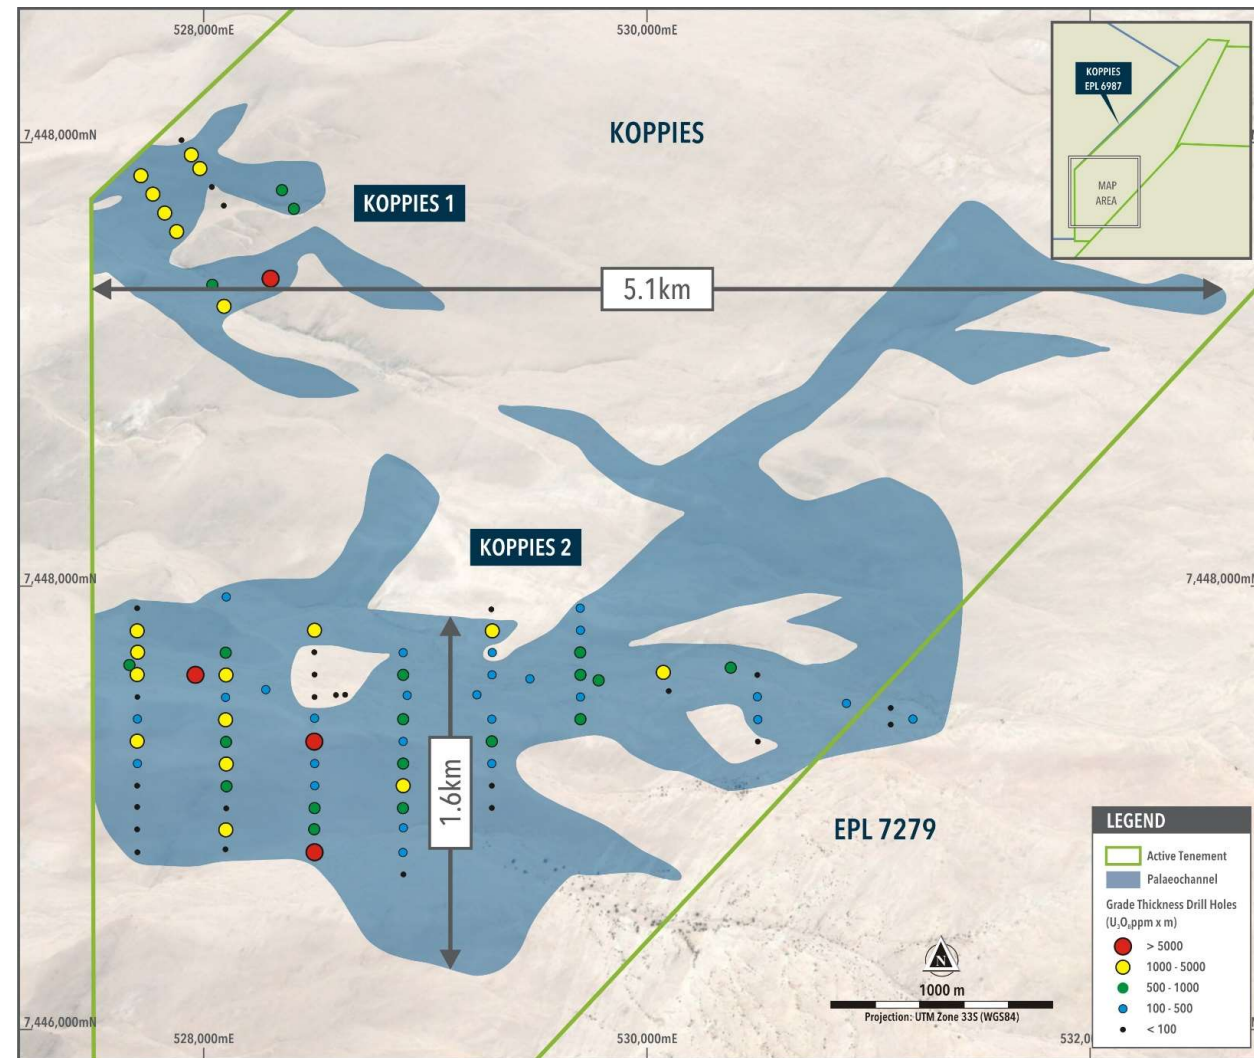 528,000mE
530,000mE
KOPPIES
EPL 6987
MAP
AREA
7,448,000mN
KOPPIES
KOPPIES 1
5.1km
KOPPIES 2
7,448,000mN
7,448,000mN
1.6km
EPL 7279
LEGEND
Active Tenement
Palaeochannel
Grade Thickness Drill Holes
(U₃O₈ppm x m)
> 5000
1000 - 5000
500 - 1000
100 - 500
< 100
N
1000 m
Projection: UTM Zone 33S (WGS84)
7,446,000mN
528,000mE
530,000mE
532,0